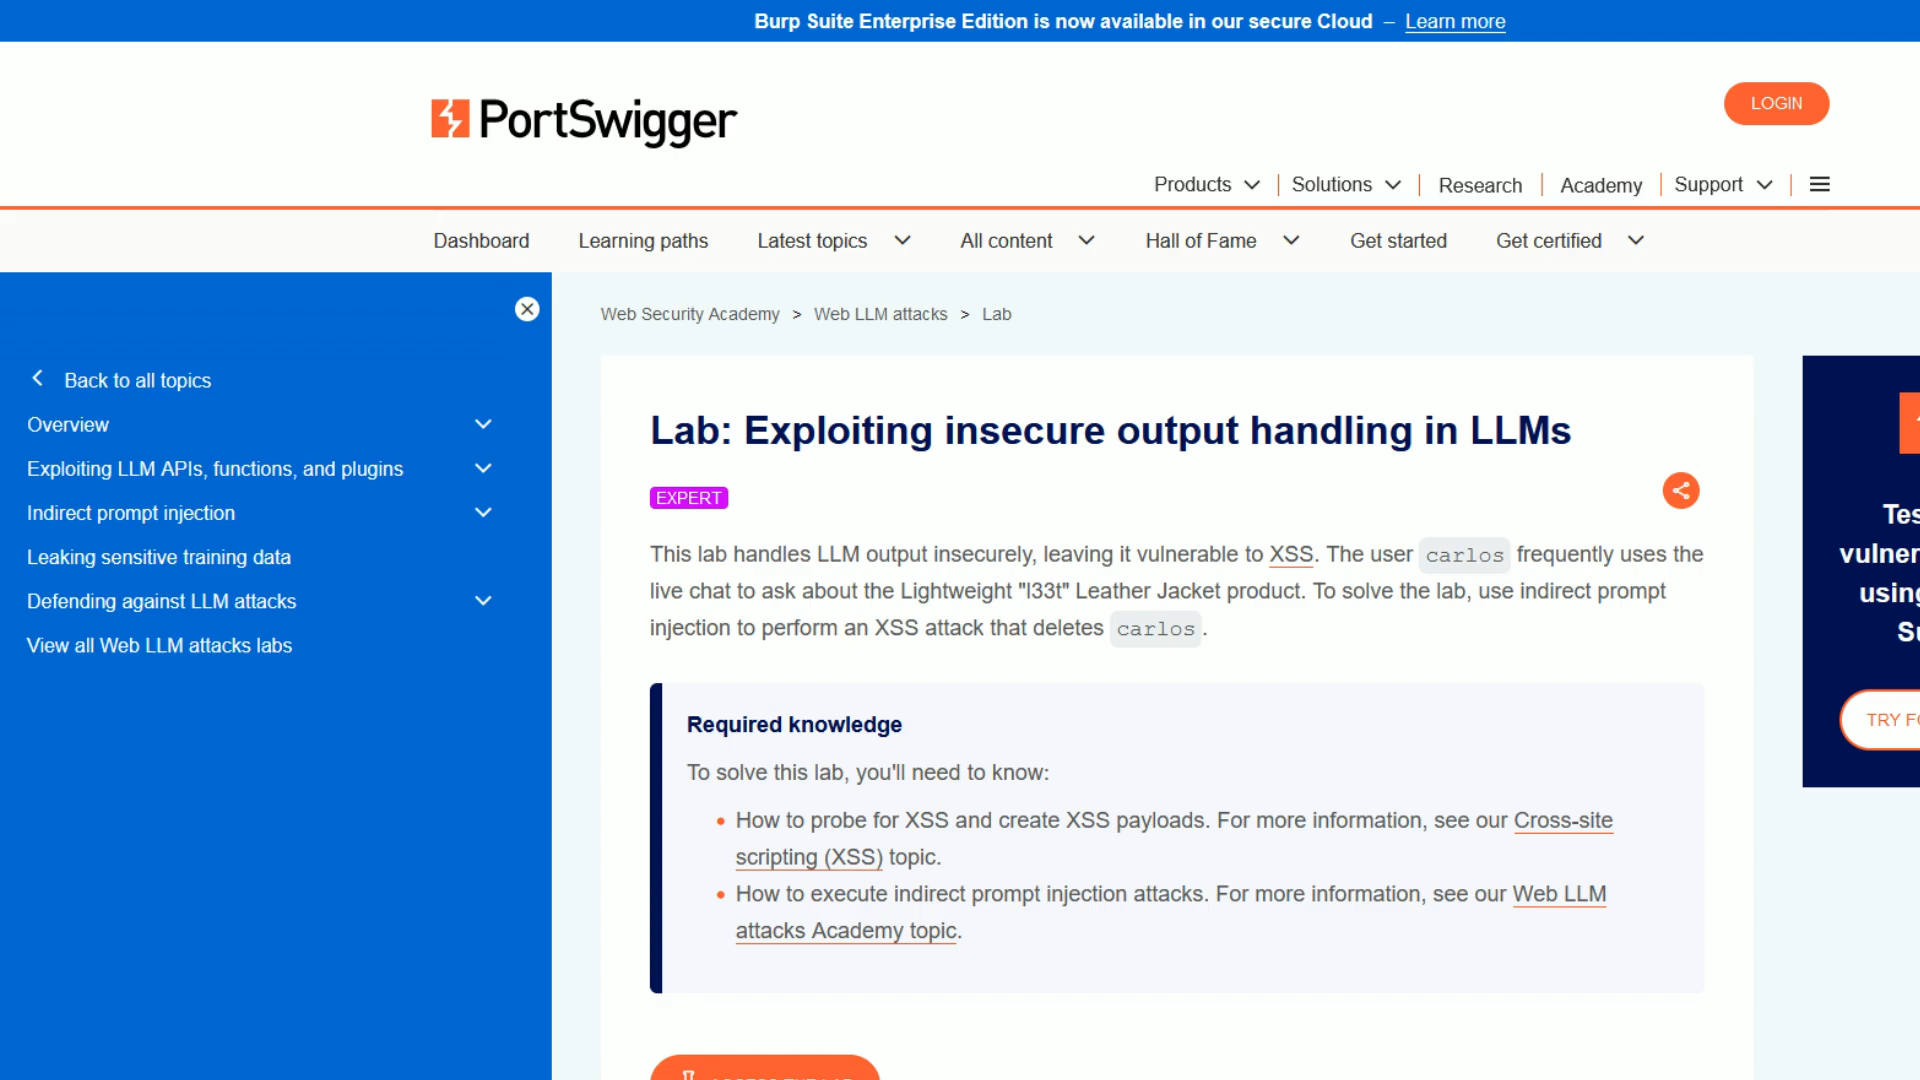 Burp Suite Enterprise Edition is now available in our secure Cloud – Learn more
PortSwigger
LOGIN
Products
Solutions
Research
Academy
Support
Dashboard
Learning paths
Latest topics
All content
Hall of Fame
Get started
Get certified
Back to all topics
Overview
Exploiting LLM APIs, functions, and plugins
Indirect prompt injection
Leaking sensitive training data
Defending against LLM attacks
View all Web LLM attacks labs
Web Security Academy > Web LLM attacks > Lab
Lab: Exploiting insecure output handling in LLMs
EXPERT
This lab handles LLM output insecurely, leaving it vulnerable to XSS. The user carlos frequently uses the
live chat to ask about the Lightweight "l33t" Leather Jacket product. To solve the lab, use indirect prompt
injection to perform an XSS attack that deletes carlos.
Required knowledge
To solve this lab, you'll need to know:
How to probe for XSS and create XSS payloads. For more information, see our Cross-site
scripting (XSS) topic.
How to execute indirect prompt injection attacks. For more information, see our Web LLM
attacks Academy topic.
TRY